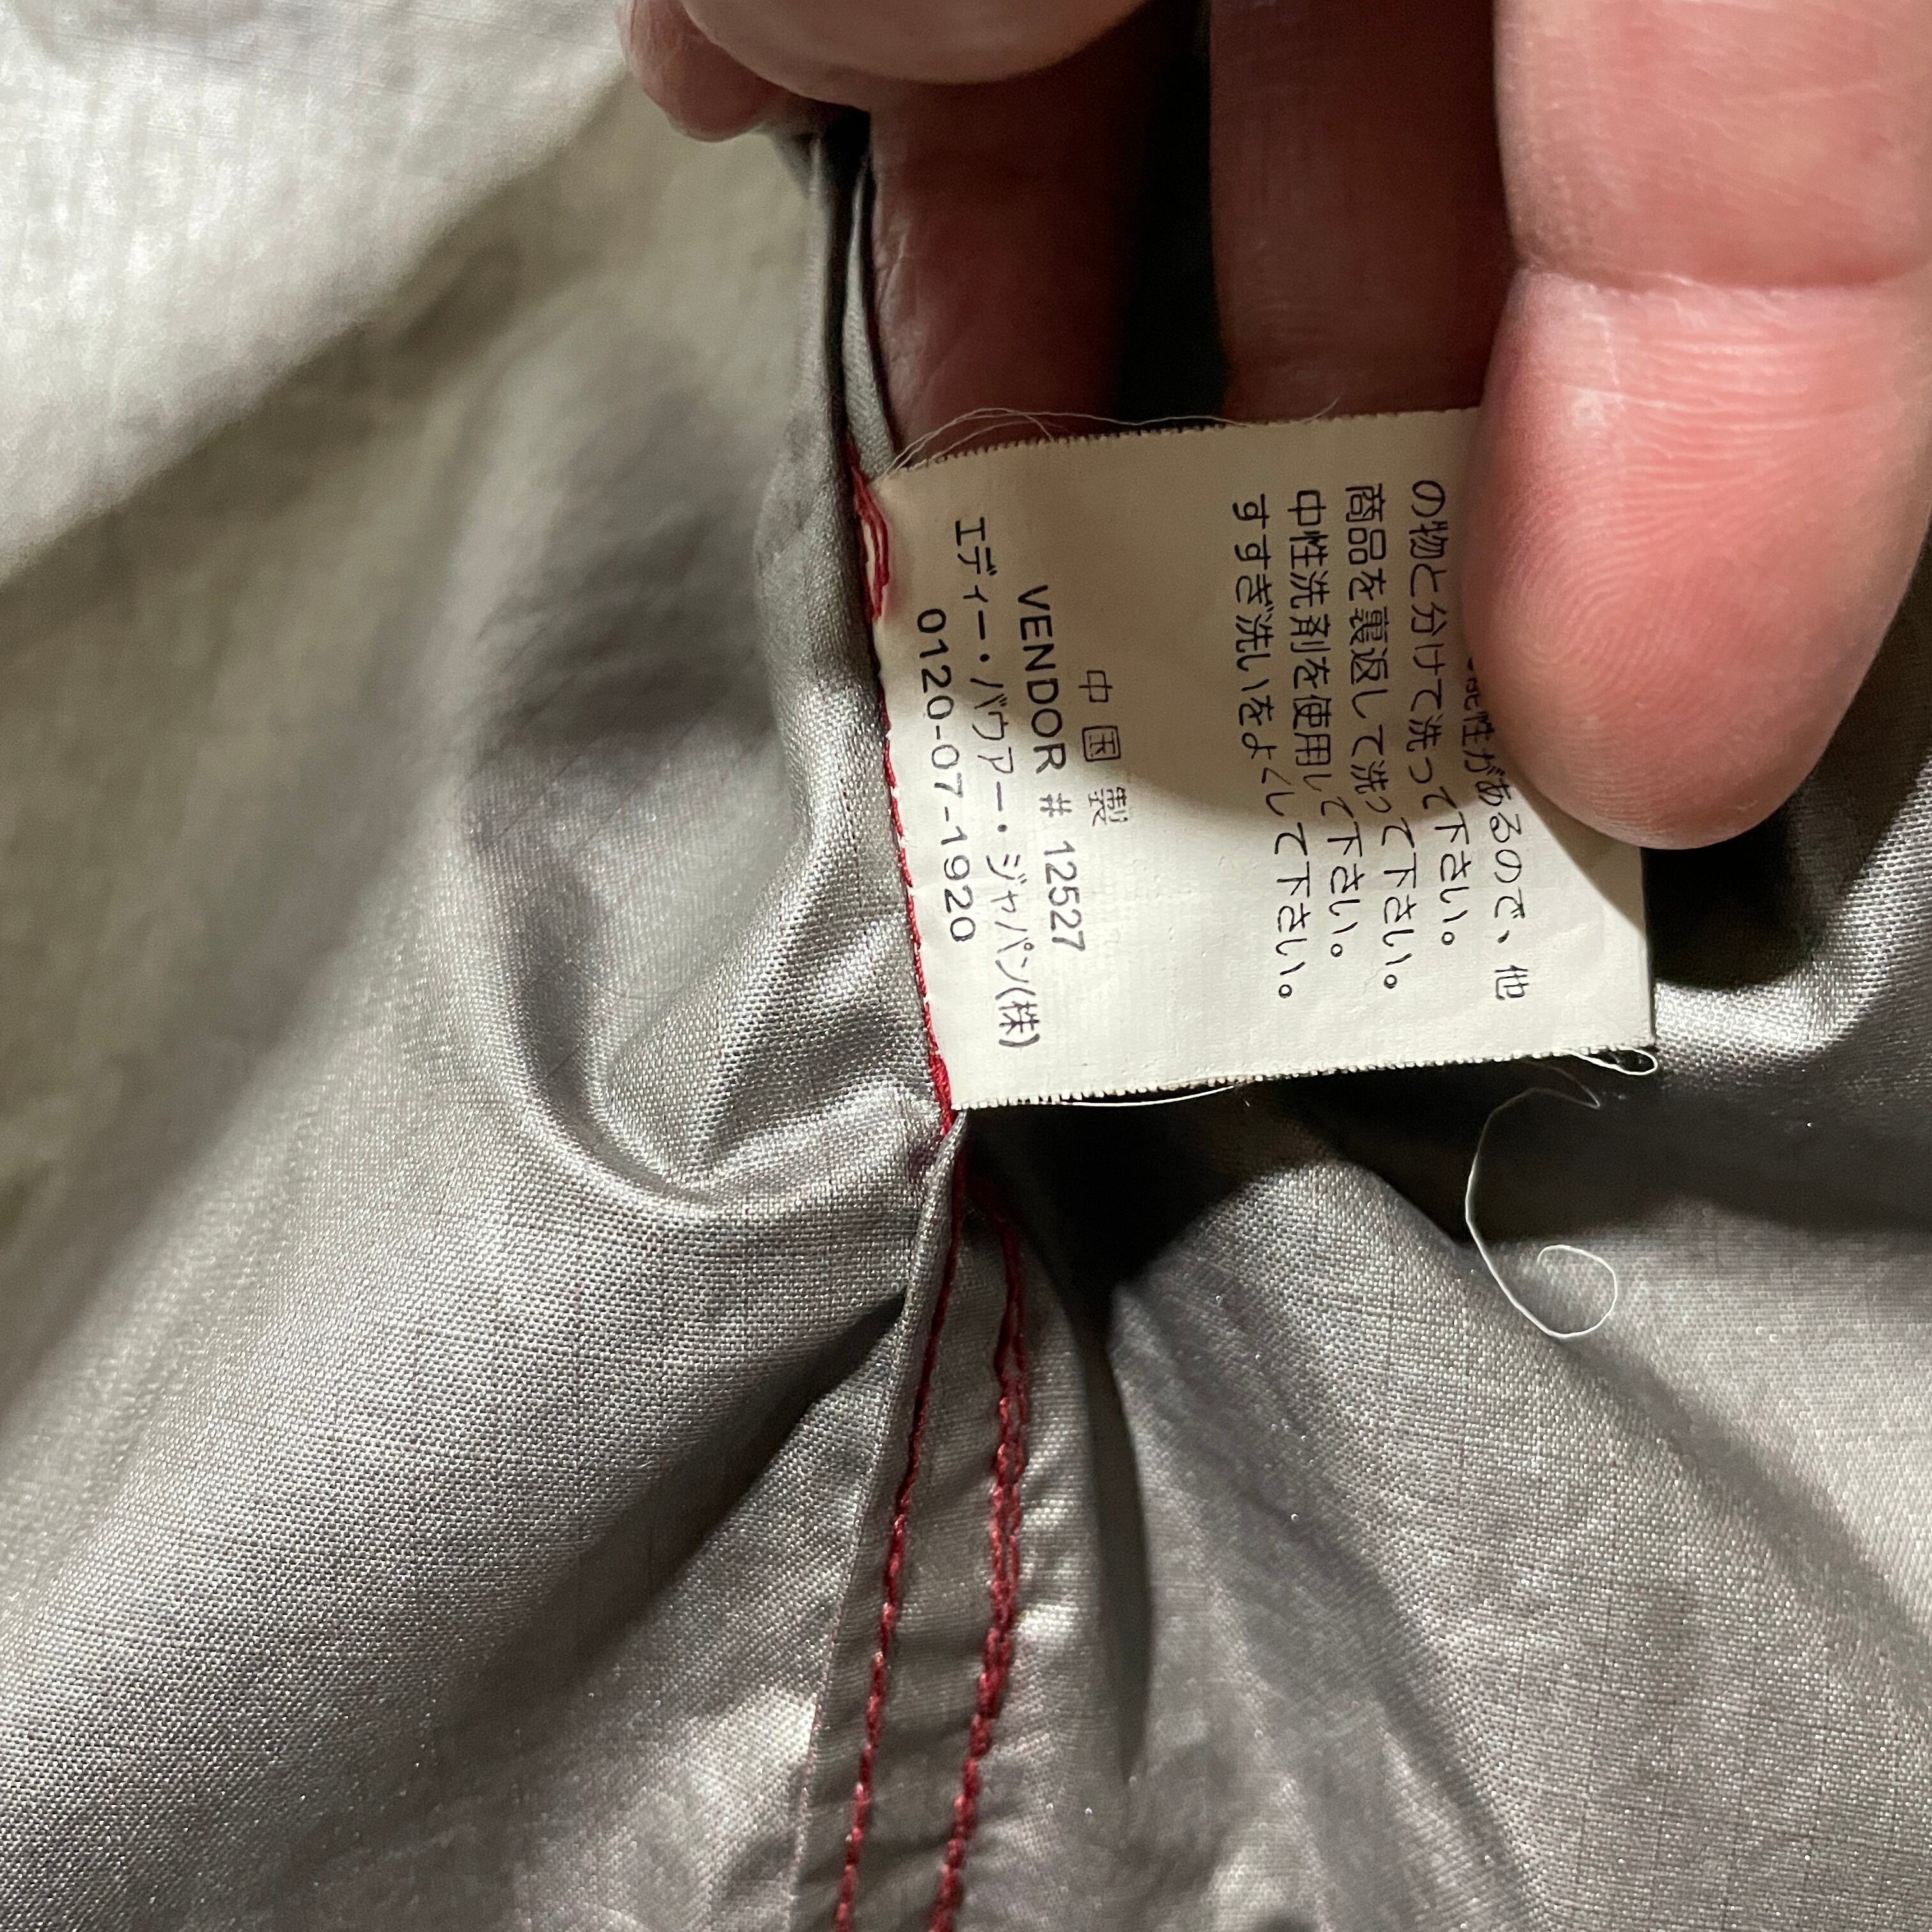 能性があるので、他
の物と分けて洗って下さい。
商品を裏返して洗って下さい。
中性洗剤を使用して下さい。
すすぎ洗いをよくして下さい。
中国製
VENDOR # 12527
エディー・バウアー・ジャパン(株)
0120-07-1920